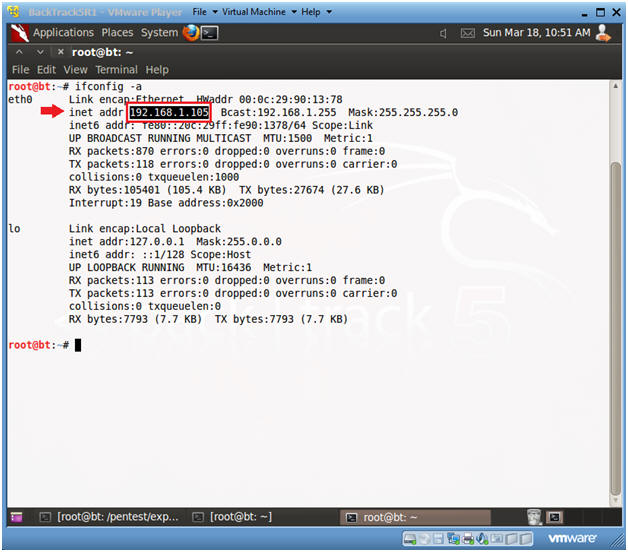 BackTrack5R1 - VMware Player File Virtual Machine Help
Applications Places System Sun Mar 18, 10:51 AM
root@bt: ~
File Edit View Terminal Help
root@bt:~# ifconfig -a
eth0 Link encap:Ethernet HWaddr 00:0c:29:90:13:78
inet addr 192.168.1.105 Bcast:192.168.1.255 Mask:255.255.255.0
inet6 addr: fe80::20c:29ff:fe90:1378/64 Scope:Link
UP BROADCAST RUNNING MULTICAST MTU:1500 Metric:1
RX packets:870 errors:0 dropped:0 overruns:0 frame:0
TX packets:118 errors:0 dropped:0 overruns:0 carrier:0
collisions:0 txqueuelen:1000
RX bytes:105401 (105.4 KB) TX bytes:27674 (27.6 KB)
Interrupt:19 Base address:0x2000
lo Link encap:Local Loopback
inet addr:127.0.0.1 Mask:255.0.0.0
inet6 addr: ::1/128 Scope:Host
UP LOOPBACK RUNNING MTU:16436 Metric:1
RX packets:113 errors:0 dropped:0 overruns:0 frame:0
TX packets:113 errors:0 dropped:0 overruns:0 carrier:0
collisions:0 txqueuelen:0
RX bytes:7793 (7.7 KB) TX bytes:7793 (7.7 KB)
root@bt:~#
[root@bt: /pentest/exp... [root@bt: ~] root@bt: ~
vmware